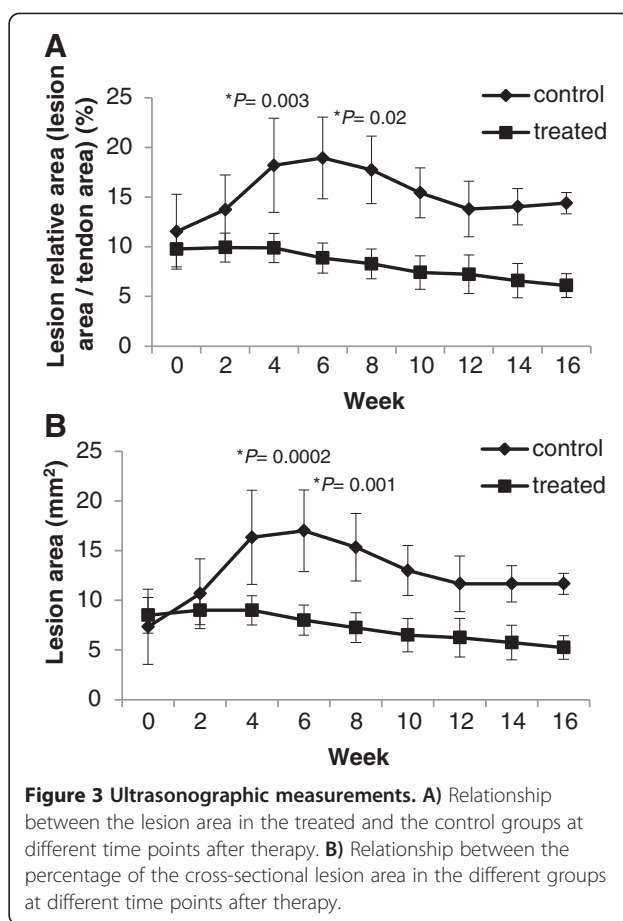 A
Lesion relative area (lesion
area / tendon area) (%)
25
20
15
10
5
0
*P= 0.003
*P= 0.02
control
treated
0 2 4 6 8 10 12 14 16
Week
B
Lesion area (mm²)
25
20
15
10
5
0
*P= 0.0002
*P= 0.001
control
treated
0 2 4 6 8 10 12 14 16
Week
Figure 3 Ultrasonographic measurements. A) Relationship
between the lesion area in the treated and the control groups at
different time points after therapy. B) Relationship between the
percentage of the cross-sectional lesion area in the different groups
at different time points after therapy.